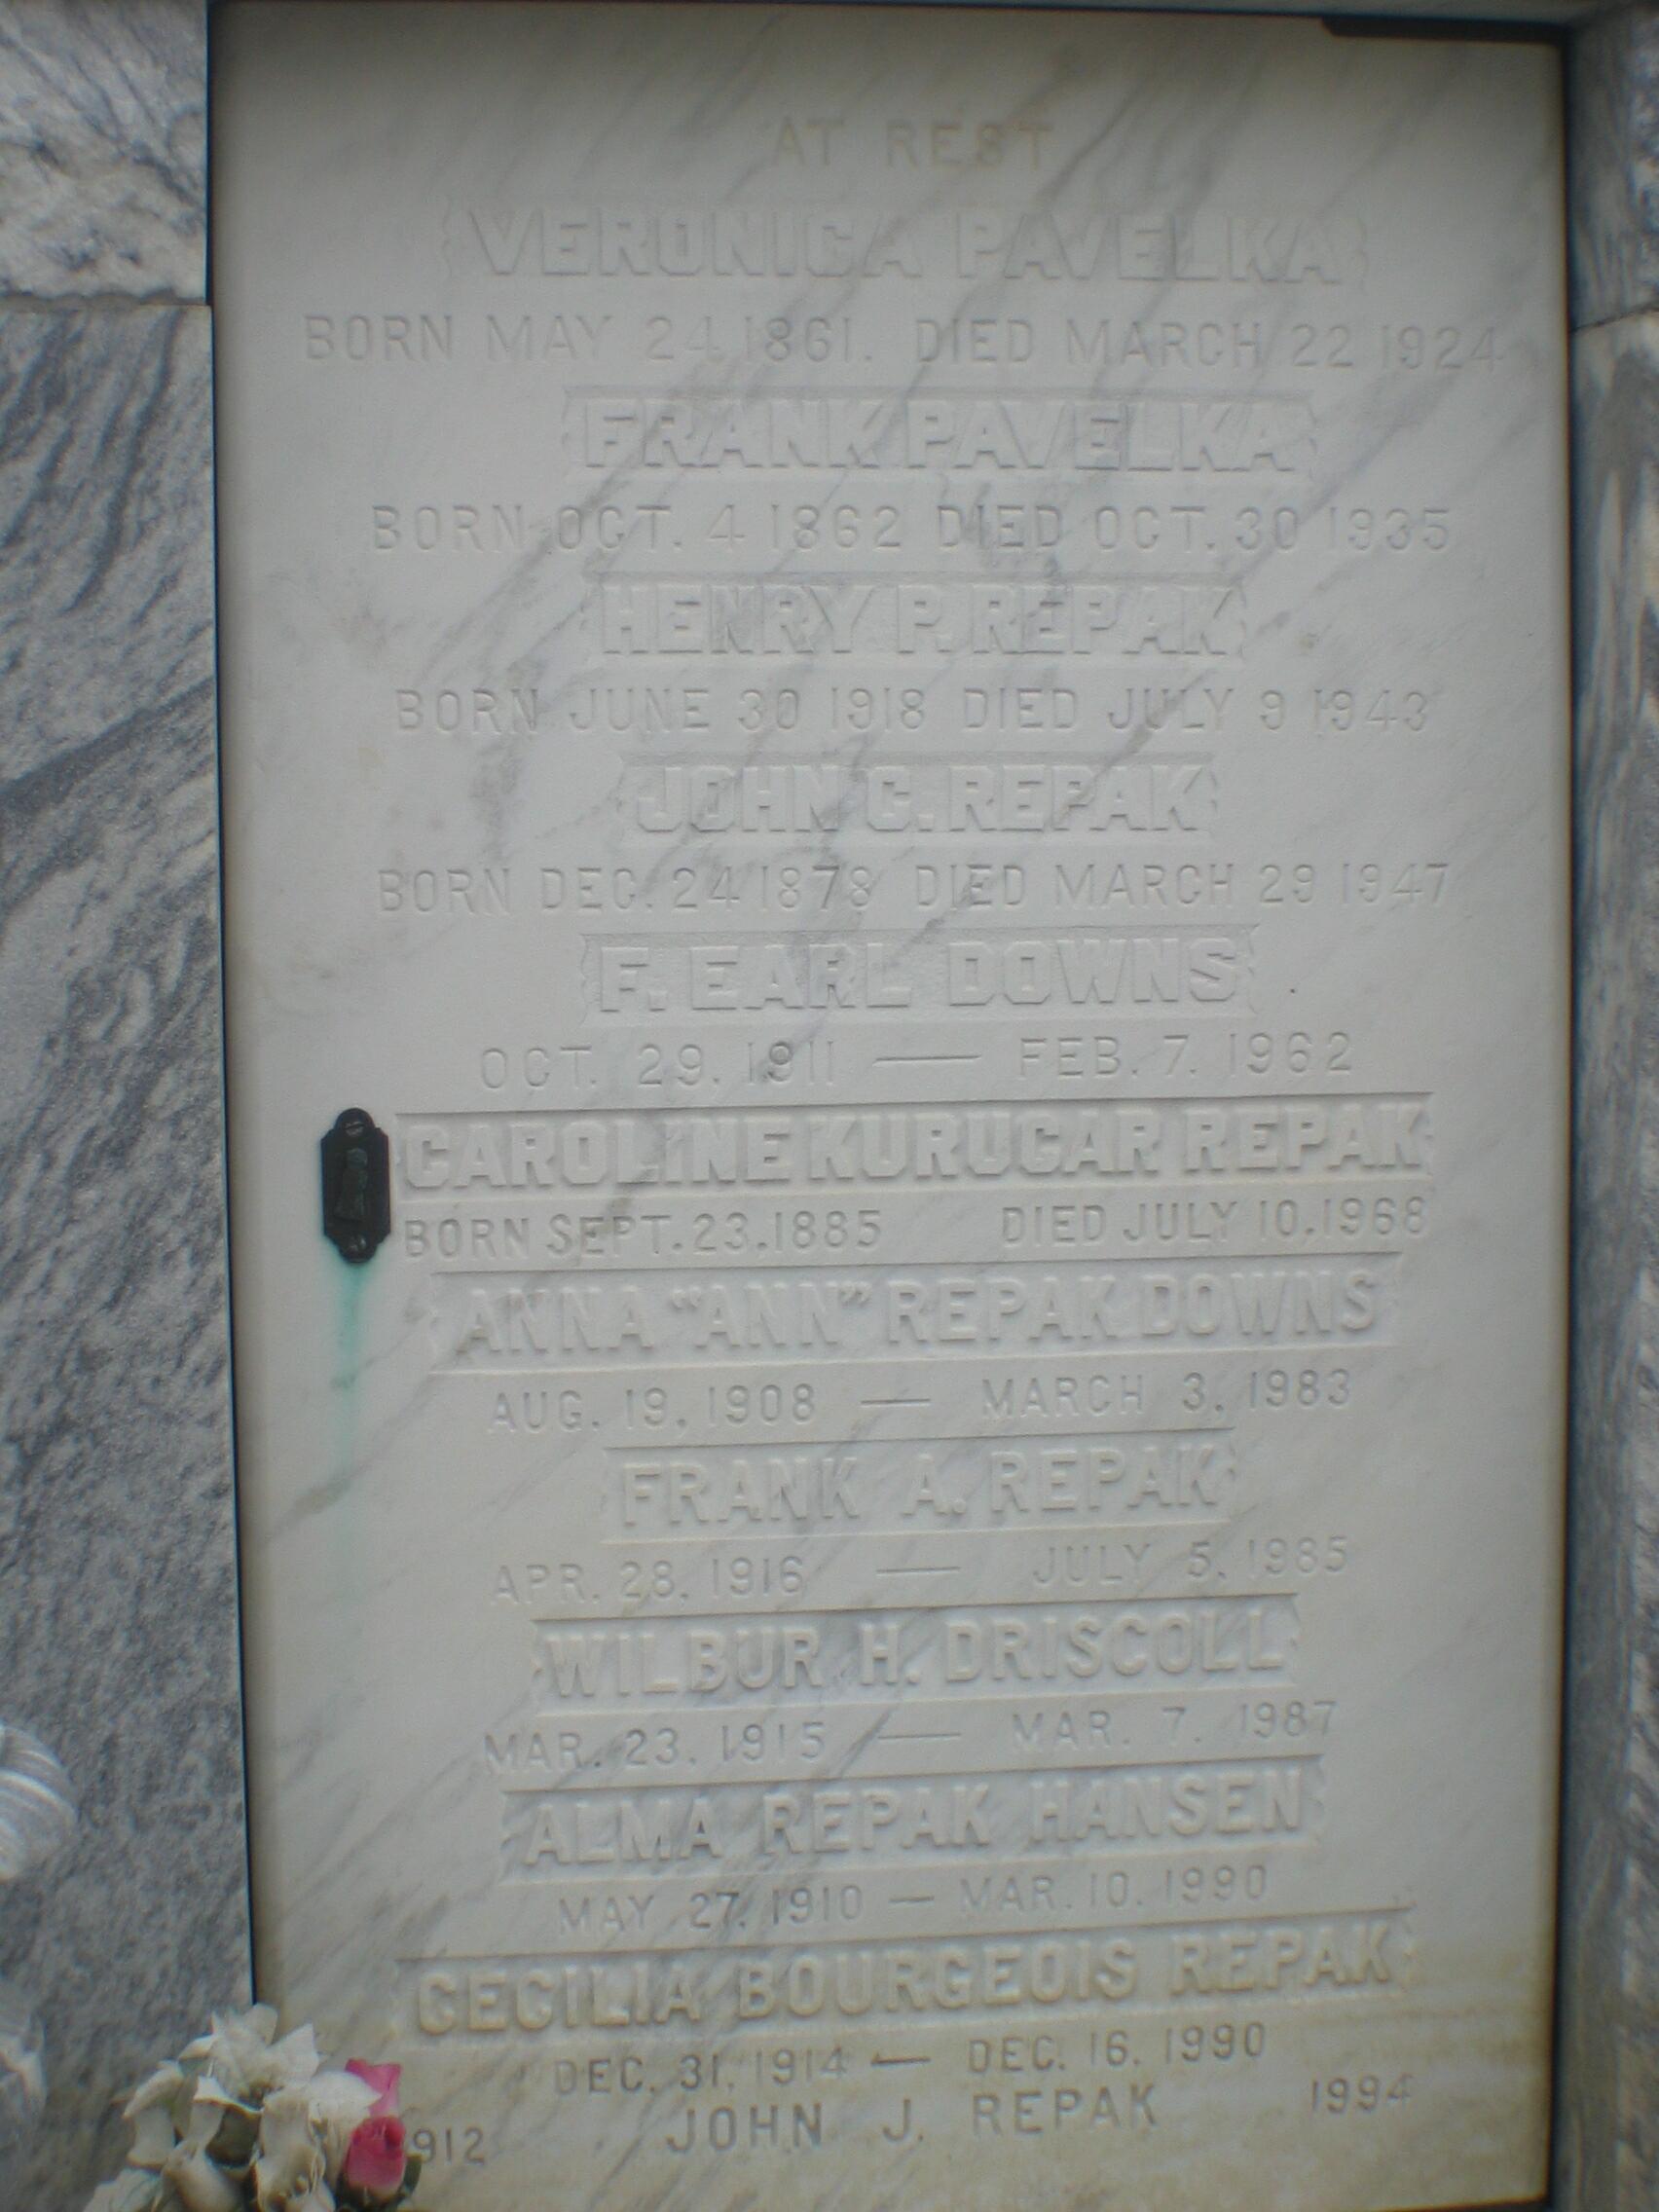 AT REST
VERONICA PAVELKA
BORN MAY 24 1861. DIED MARCH 22 1924
FRANK PAVELKA
BORN OCT. 4 1862 DIED OCT. 30 1935
HENRY P. REPAK
BORN JUNE 30 1918 DIED JULY 9 1943
JOHN C. REPAK
BORN DEC. 24 1878 DIED MARCH 29 1947
F. EARL DOWNS
OCT. 29. 1911 — FEB. 7. 1962
CAROLINE KURUCAR REPAK
BORN SEPT. 23, 1885 DIED JULY 10, 1968
ANNA "ANN" REPAK DOWNS
AUG. 19, 1908 — MARCH 3, 1983
FRANK A. REPAK
APR. 28, 1916 — JULY 5, 1985
WILBUR H. DRISCOLL
MAR. 23, 1915 — MAR. 7, 1987
ALMA REPAK HANSEN
MAY 27, 1910 — MAR. 10, 1990
CECILIA BOURGEOIS REPAK
DEC. 31, 1914 — DEC. 16, 1990
912 JOHN J. REPAK 1994